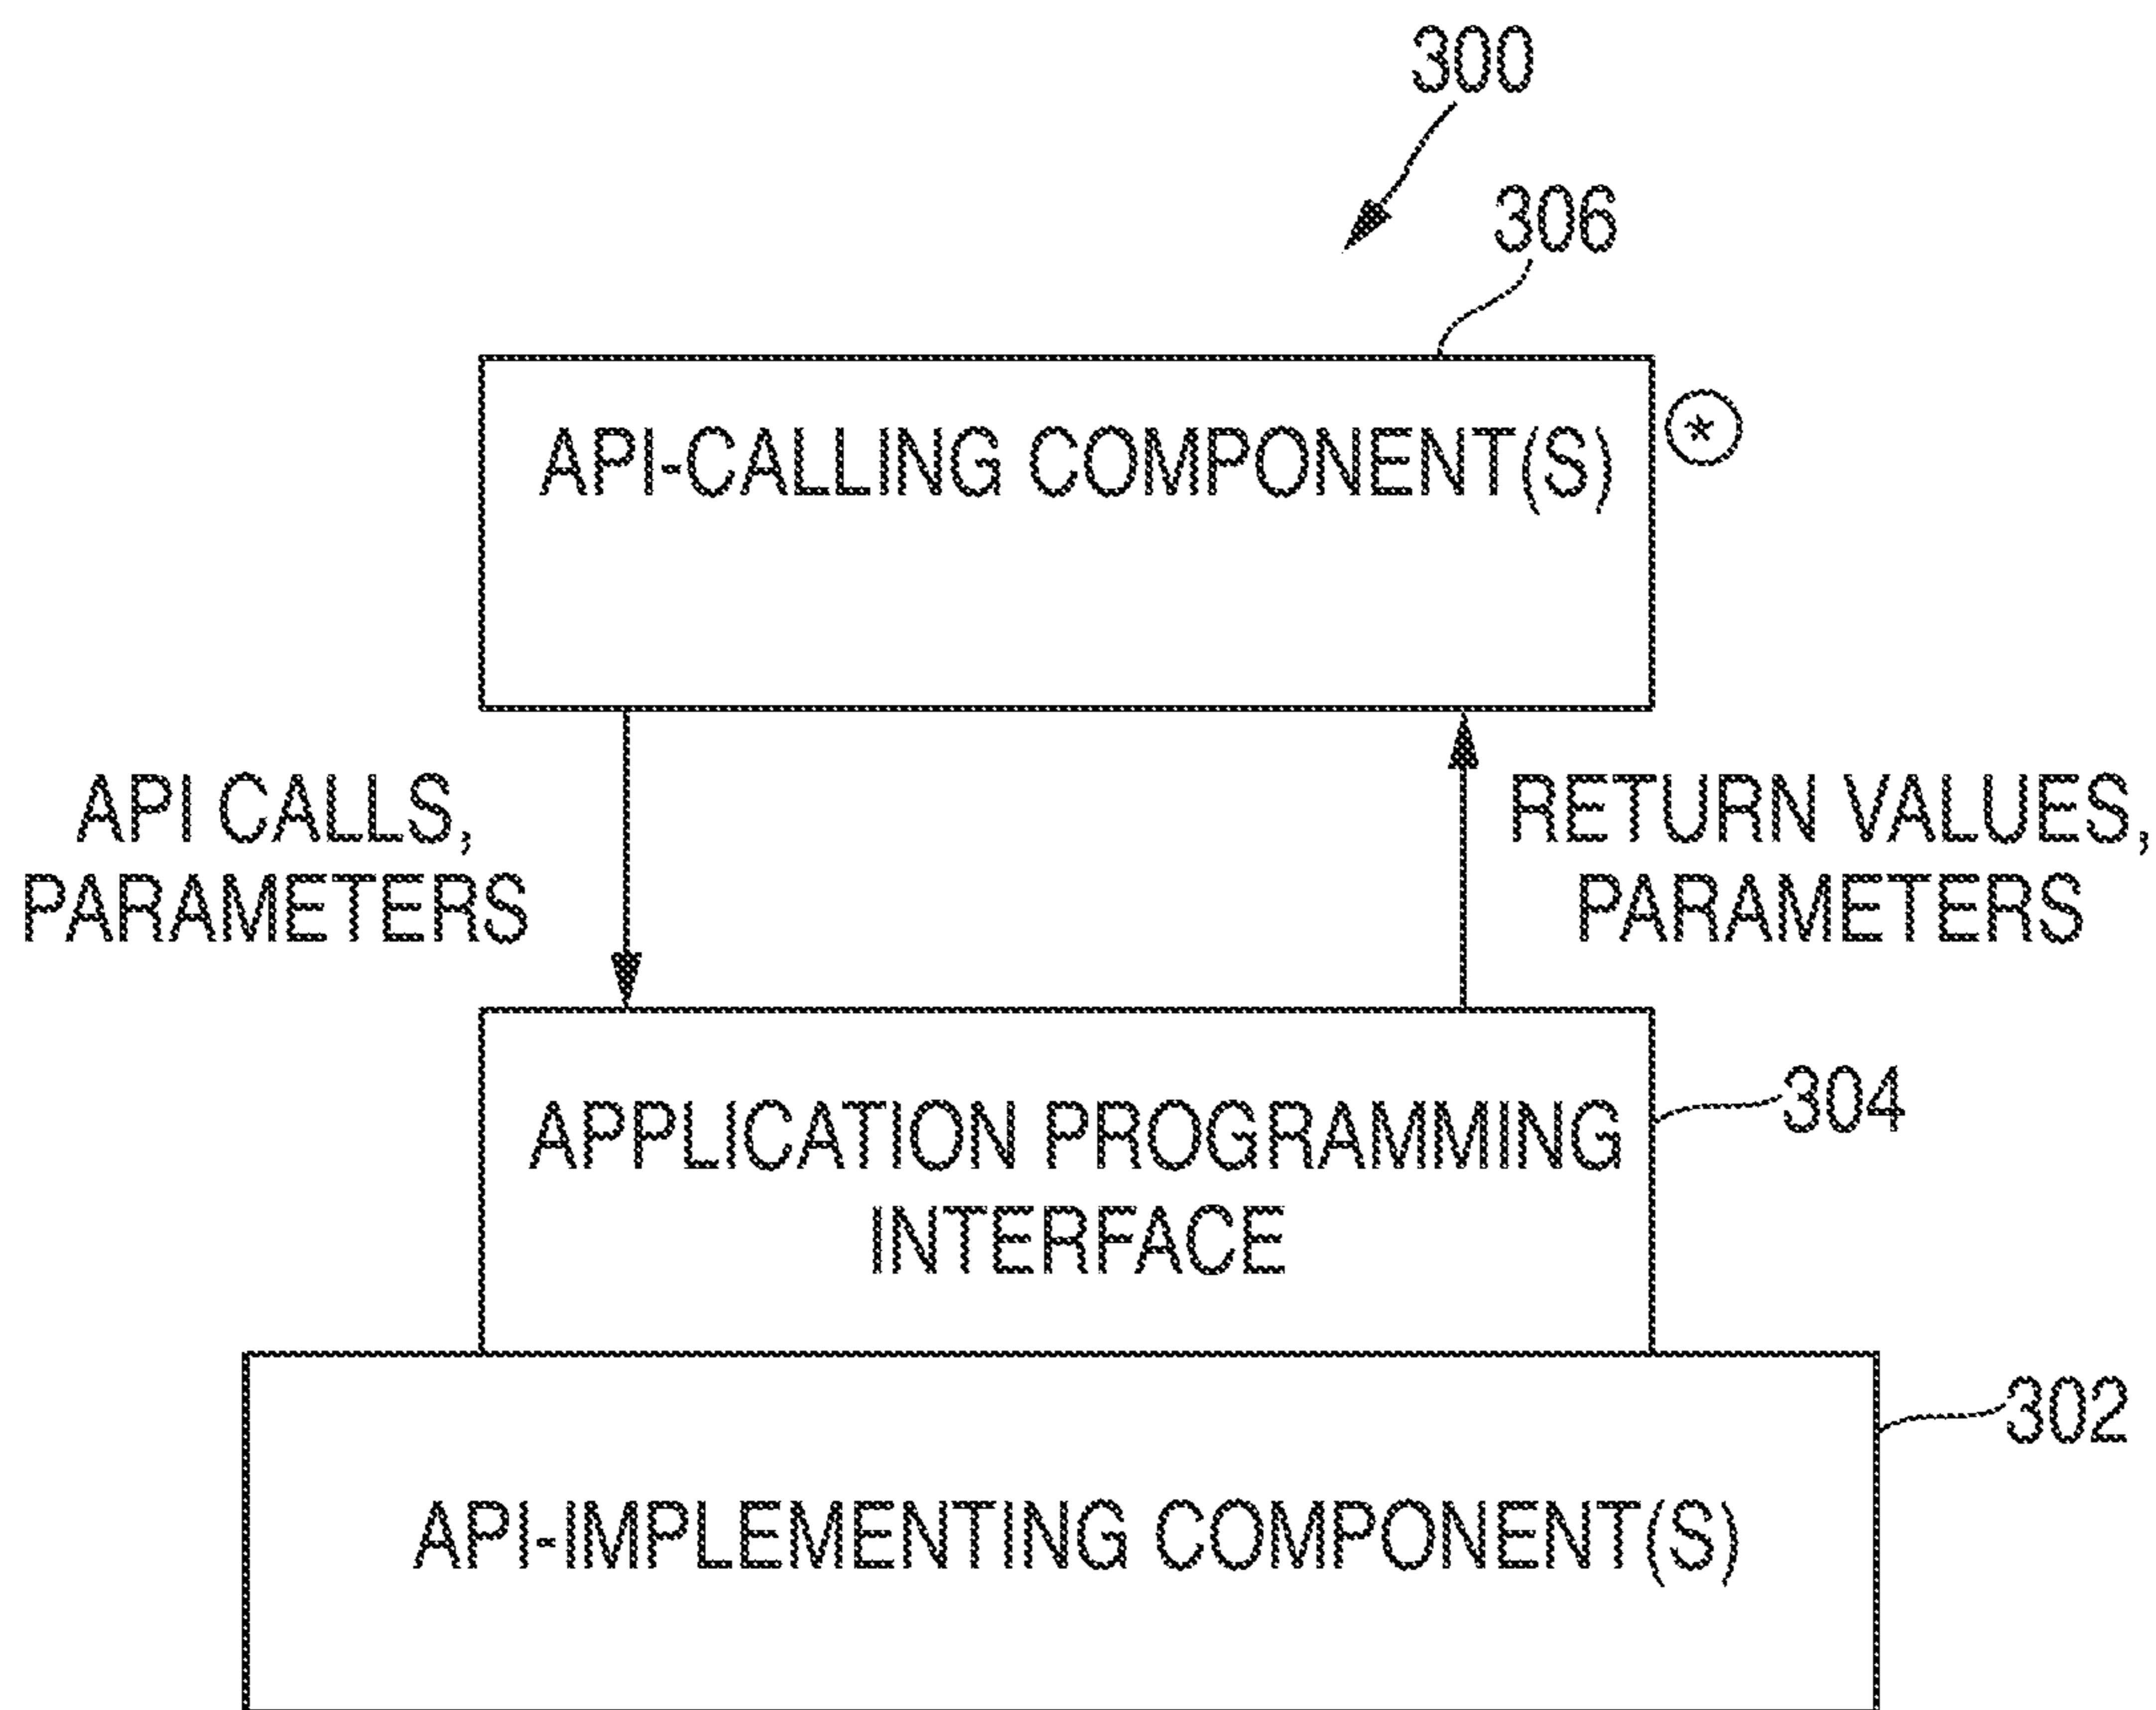 300
306
API-CALLING COMPONENT(S)
*
API CALLS,
PARAMETERS
RETURN VALUES,
PARAMETERS
APPLICATION PROGRAMMING
INTERFACE
304
302
API-IMPLEMENTING COMPONENT(S)